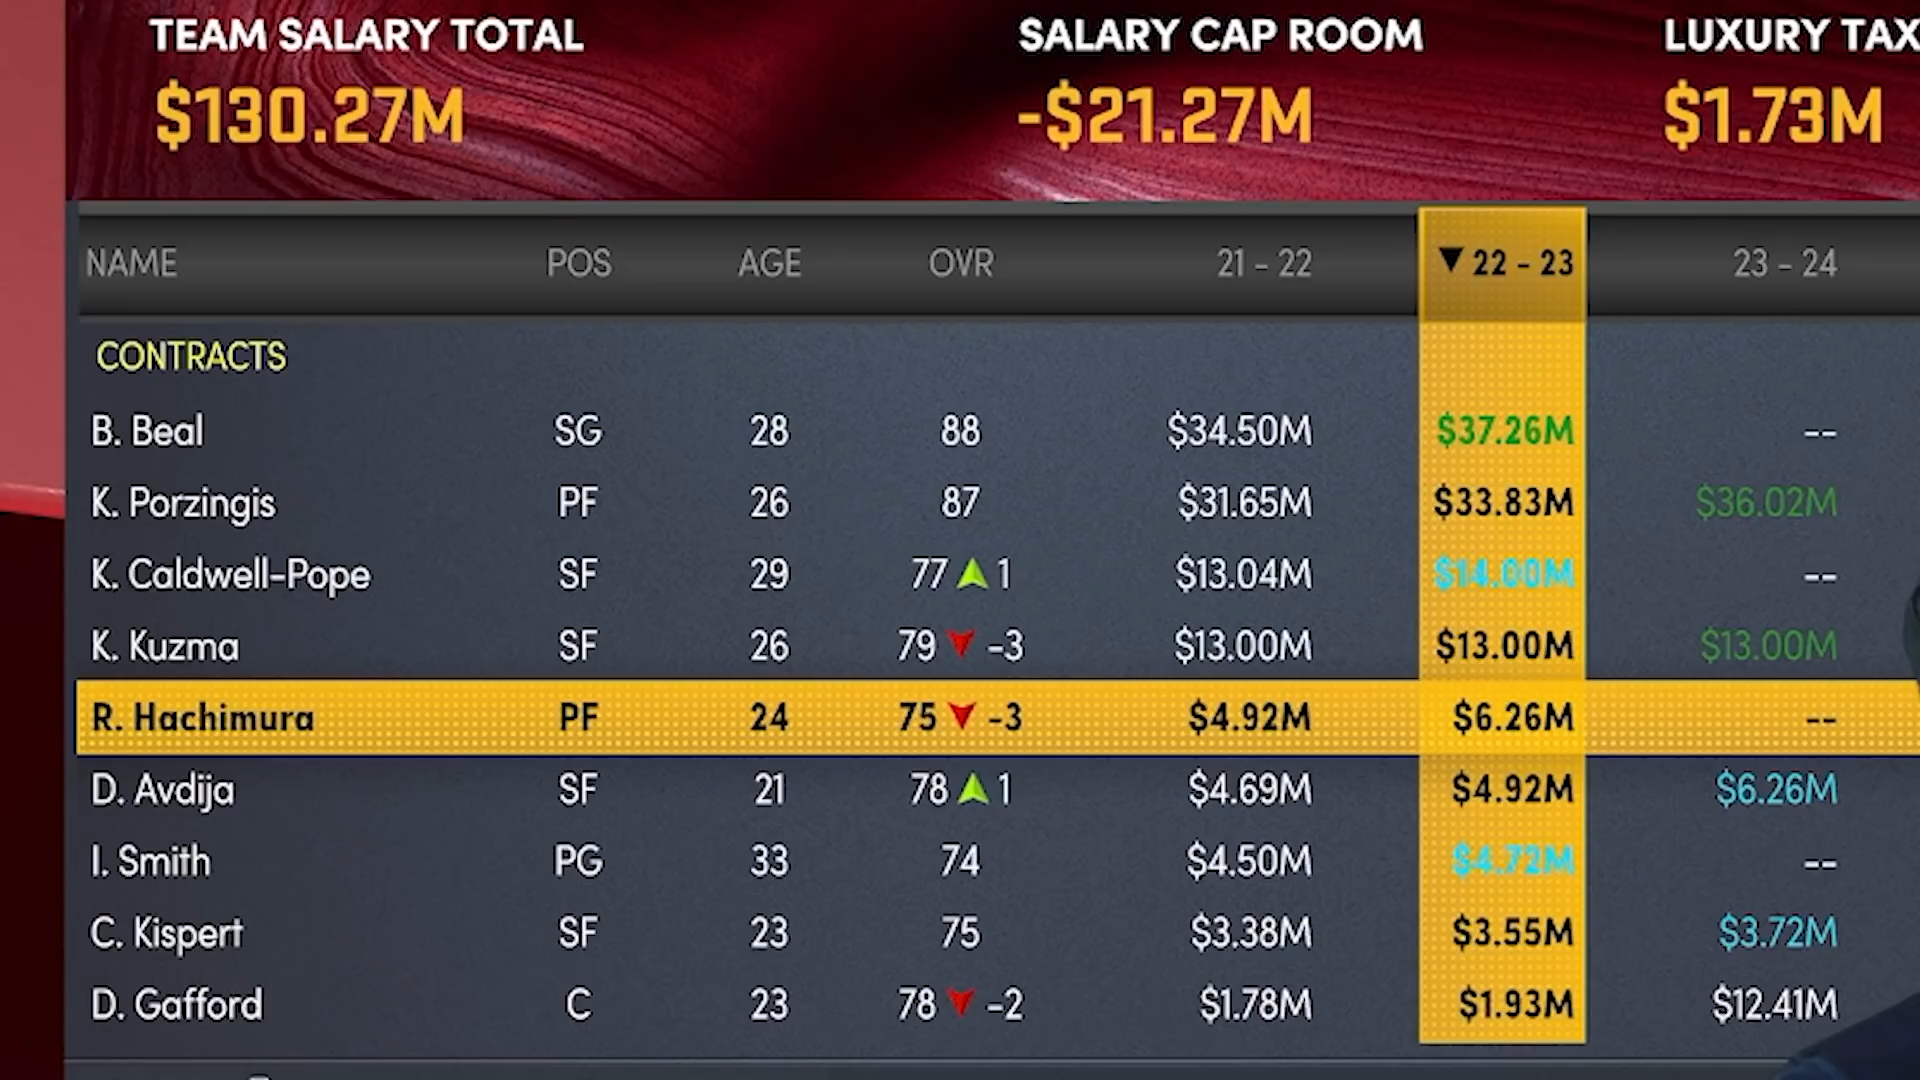 TEAM SALARY TOTAL SALARY CAP ROOM LUXURY TAX
$130.27M -$21.27M $1.73M
NAME POS AGE OVR 21 - 22 ▼ 22 - 23 23 - 24
CONTRACTS
B. Beal SG 28 88 $34.50M $37.26M --
K. Porzingis PF 26 87 $31.65M $33.83M $36.02M
K. Caldwell-Pope SF 29 77 ▲ 1 $13.04M $14.00M --
K. Kuzma SF 26 79 ▼ -3 $13.00M $13.00M $13.00M
R. Hachimura PF 24 75 ▼ -3 $4.92M $6.26M --
D. Avdija SF 21 78 ▲ 1 $4.69M $4.92M $6.26M
I. Smith PG 33 74 $4.50M $4.72M --
C. Kispert SF 23 75 $3.38M $3.55M $3.72M
D. Gafford C 23 78 ▼ -2 $1.78M $1.93M $12.41M